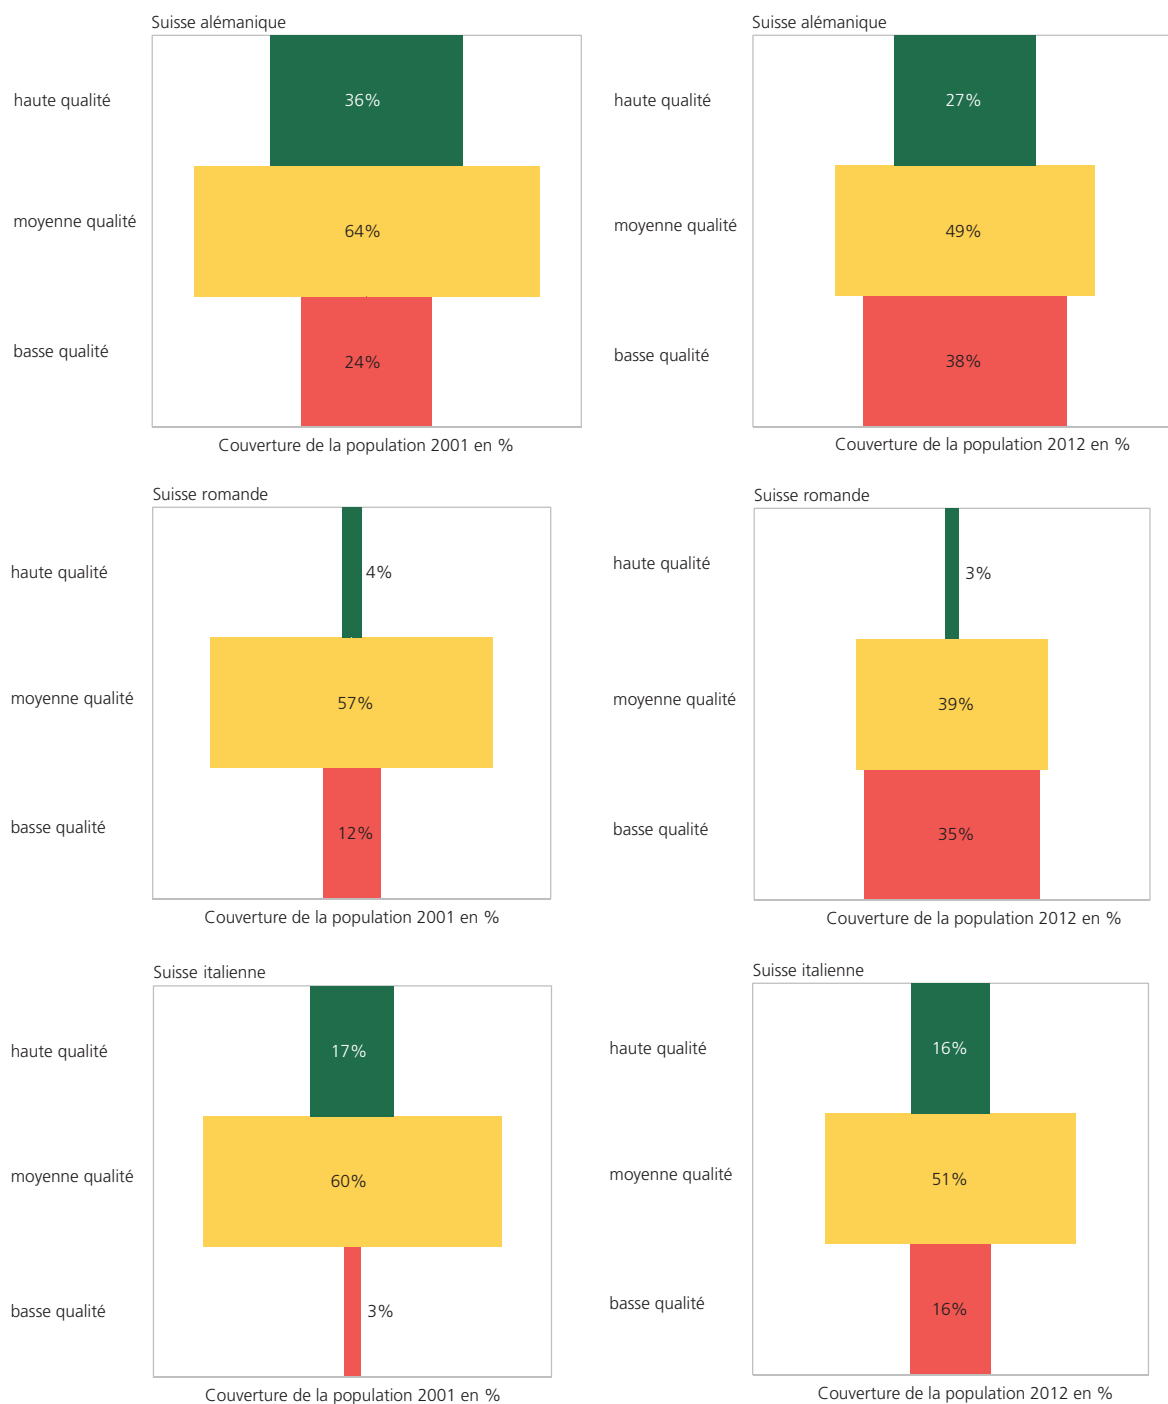 Suisse alémanique
haute qualité
36%
moyenne qualité
64%
basse qualité
24%
Couverture de la population 2001 en %
Suisse alémanique
haute qualité
27%
moyenne qualité
49%
basse qualité
38%
Couverture de la population 2012 en %
Suisse romande
haute qualité
4%
moyenne qualité
57%
basse qualité
12%
Couverture de la population 2001 en %
Suisse romande
haute qualité
3%
moyenne qualité
39%
basse qualité
35%
Couverture de la population 2012 en %
Suisse italienne
haute qualité
17%
moyenne qualité
60%
basse qualité
3%
Couverture de la population 2001 en %
Suisse italienne
haute qualité
16%
moyenne qualité
51%
basse qualité
16%
Couverture de la population 2012 en %